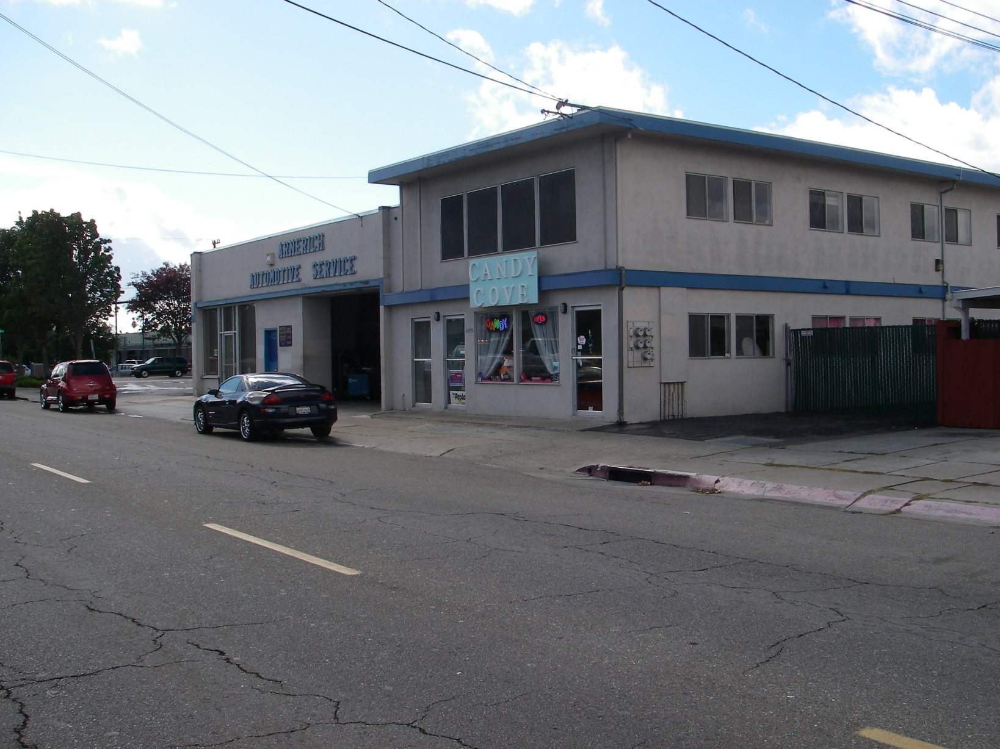 ARNERICH
AUTOMOTIVE SERVICE
CANDY
COVE
CANDY
OPEN